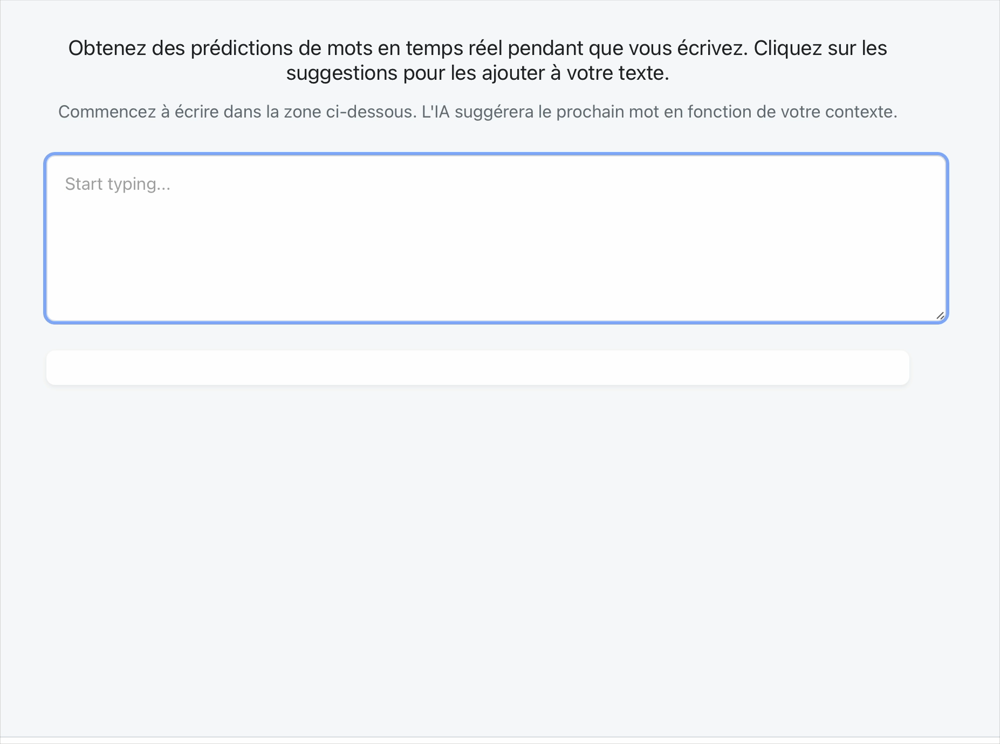 Obtenez des prédictions de mots en temps réel pendant que vous écrivez. Cliquez sur les
suggestions pour les ajouter à votre texte.
Commencez à écrire dans la zone ci-dessous. L'IA suggérera le prochain mot en fonction de votre contexte.
Start typing...